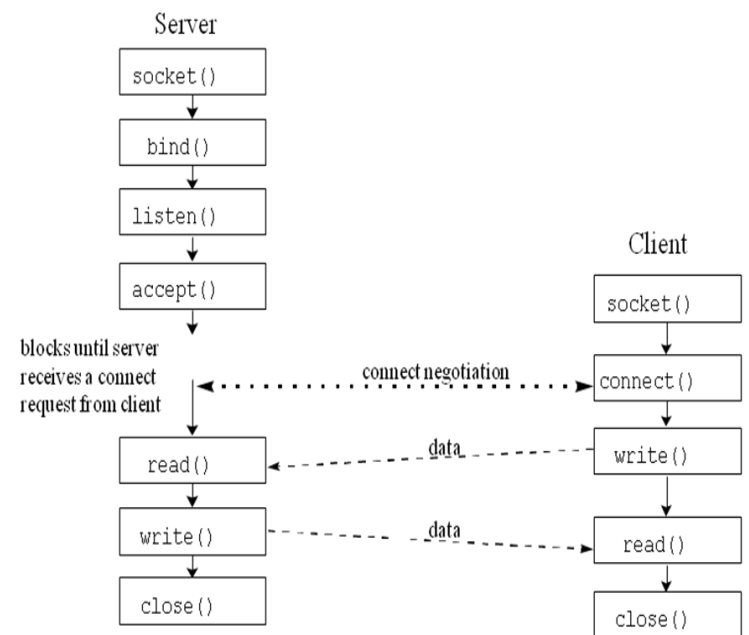 Server
socket()
bind()
listen()
accept()
blocks until server
receives a connect
request from client
read()
write()
close()
connect negotiation
data
data
Client
socket()
connect()
write()
read()
close()